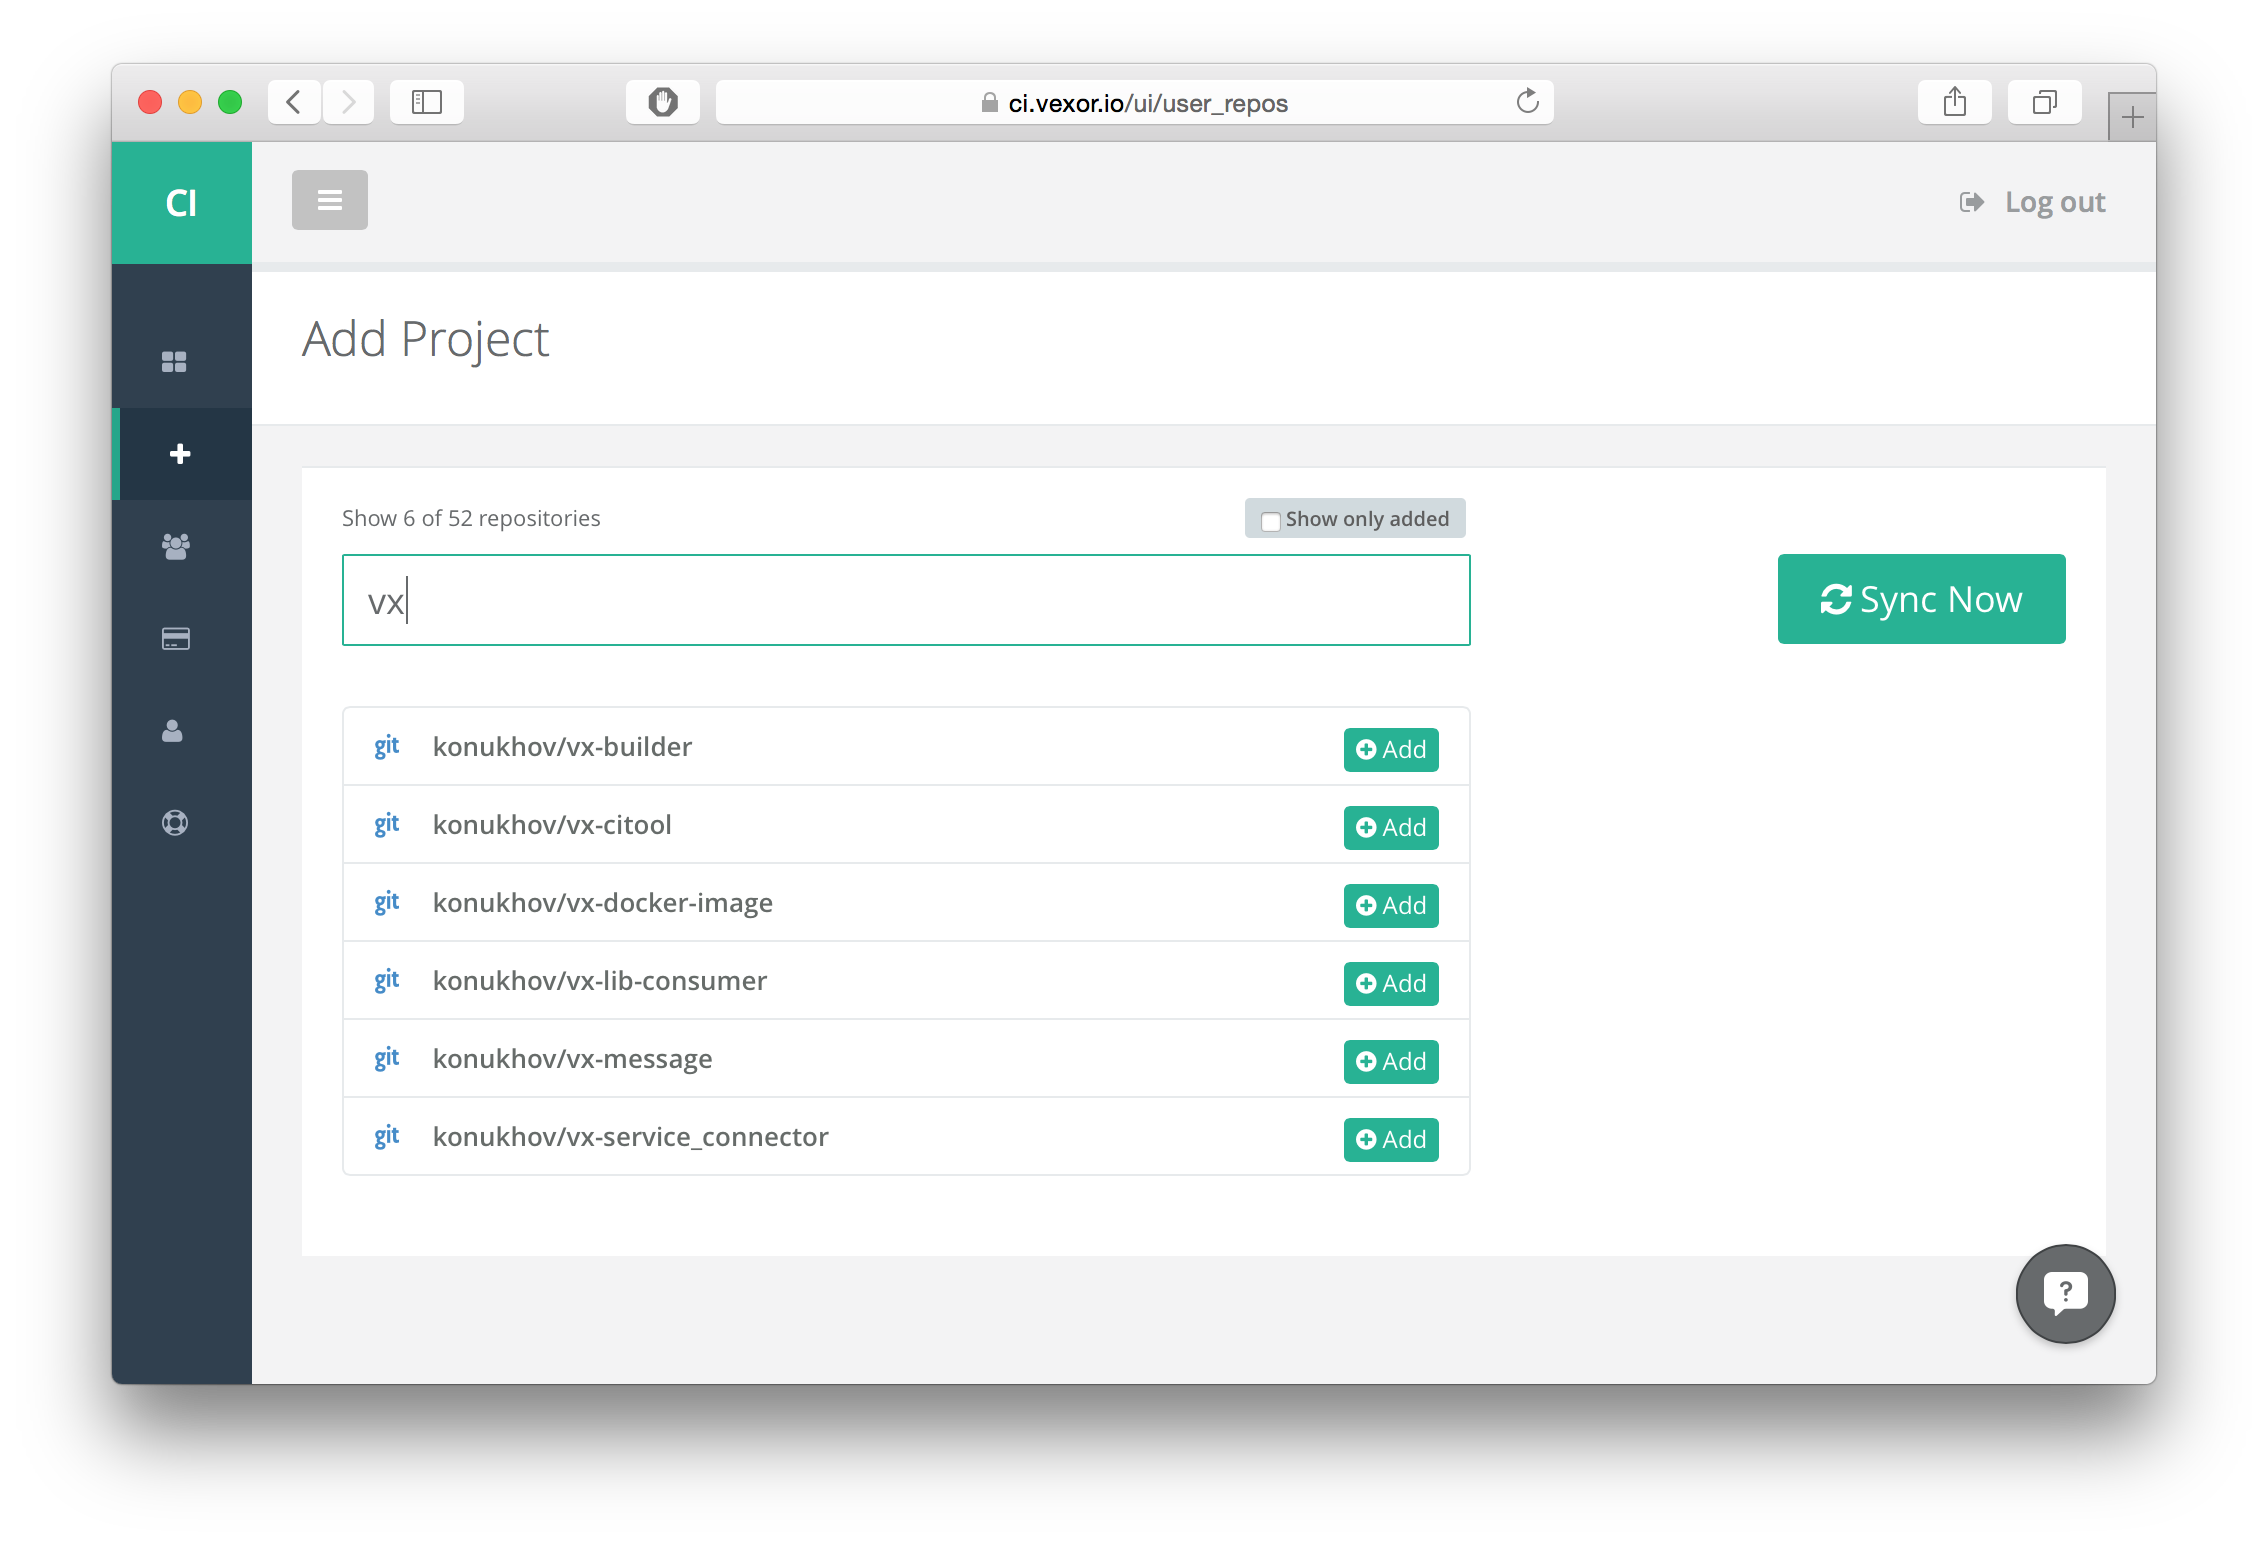 ci.vexor.io/ui/user_repos
CI
Log out
Add Project
Show 6 of 52 repositories
Show only added
vx
Sync Now
git konukhov/vx-builder Add
git konukhov/vx-citool Add
git konukhov/vx-docker-image Add
git konukhov/vx-lib-consumer Add
git konukhov/vx-message Add
git konukhov/vx-service_connector Add
?